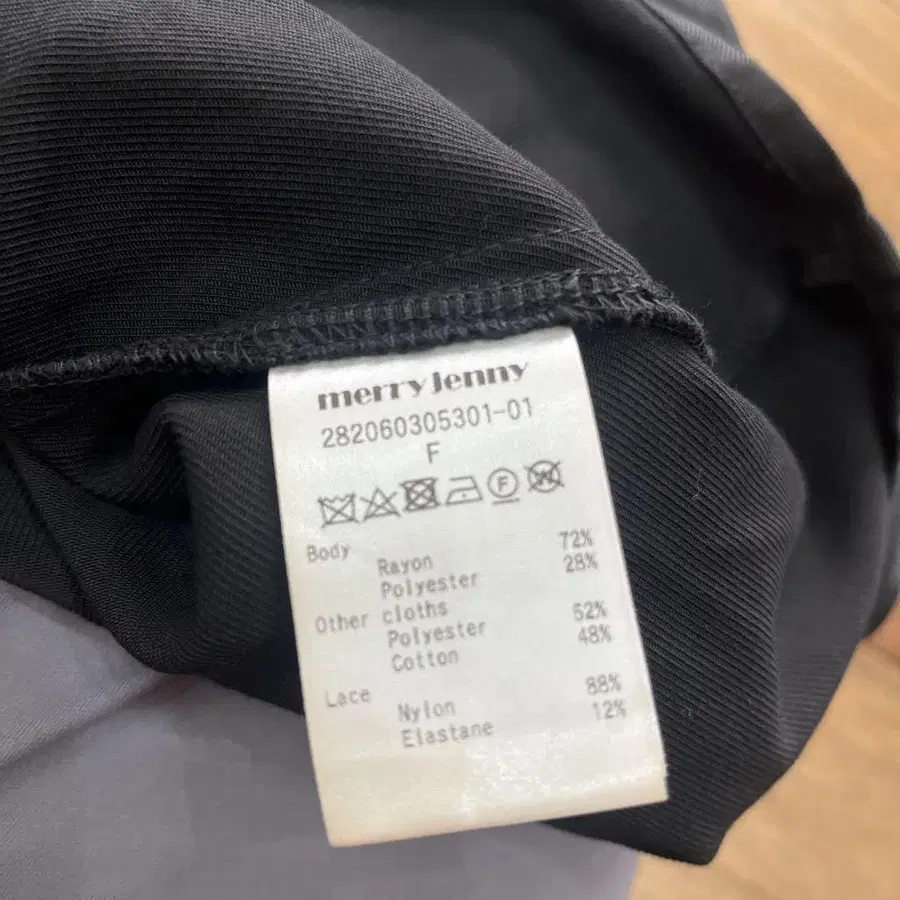 merry jenny
282060305301-01
F
F W
Body
Rayon 72%
Polyester 28%
Other cloths
Polyester 52%
Cotton 48%
Lace
Nylon 88%
Elastane 12%